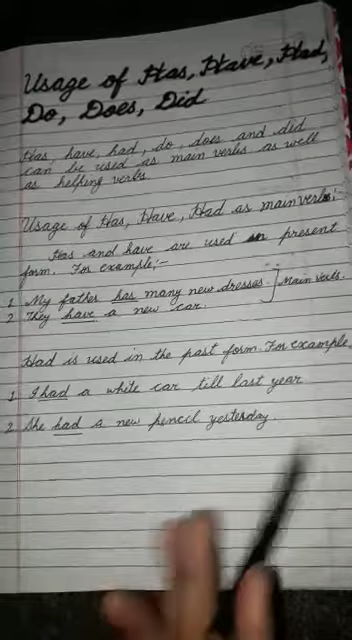 Usage of Has, Have, Had,
Do, Does, Did
Has, have, had, do, does and did
can be used as main verbs as well
as helping verbs
Usage of Has, Have, Had as main verbs:-
Has and have are used in present
form. For example;-
1 My father has many new dresses. ] Main verbs.
2 They have a new car.
Had is used in the past form. For example,
1. I had a white car till last year
2 She had a new pencil yesterday.